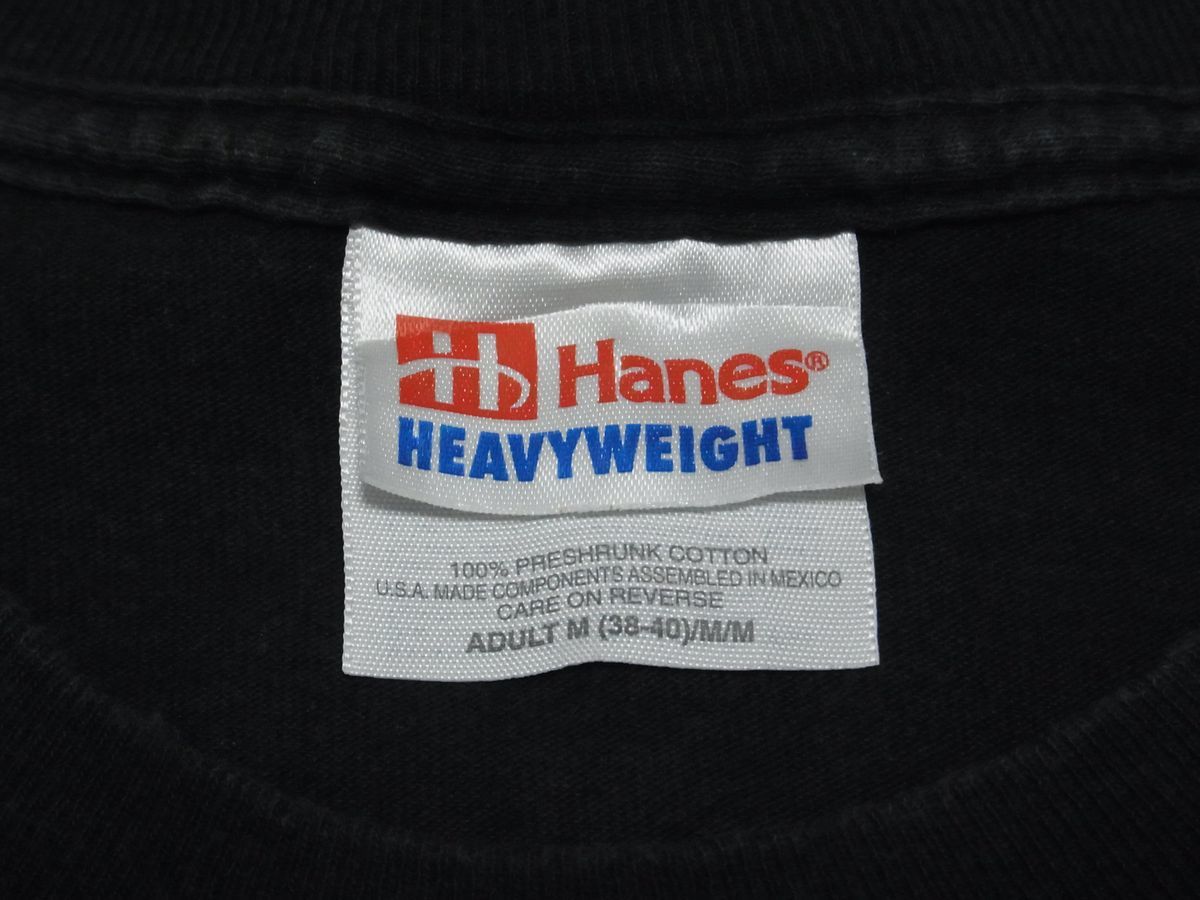 H Hanes®
HEAVYWEIGHT
100% PRESHRUNK COTTON
U.S.A. MADE COMPONENTS ASSEMBLED IN MEXICO
CARE ON REVERSE
ADULT M (38-40)/M/M